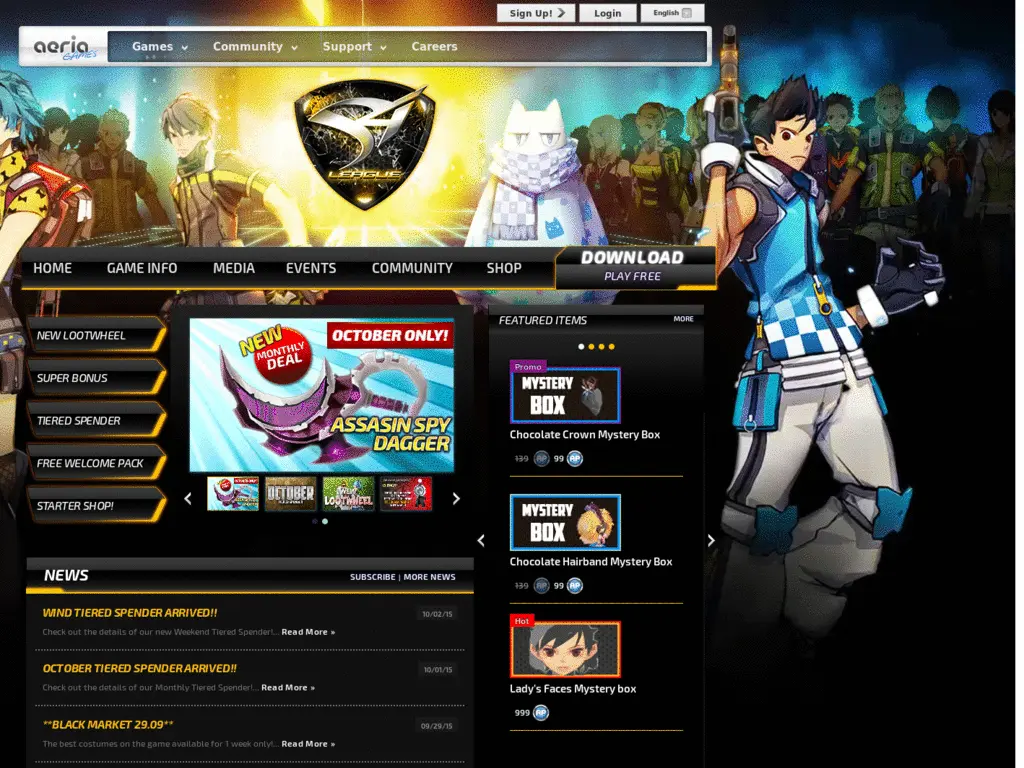 Sign Up!
Login
English
aeria
GAMES
Games
Community
Support
Careers
S4
LEAGUE
HOME
GAME INFO
MEDIA
EVENTS
COMMUNITY
SHOP
DOWNLOAD
PLAY FREE
NEW LOOTWHEEL
SUPER BONUS
TIERED SPENDER
FREE WELCOME PACK
STARTER SHOP!
NEW
MONTHLY
DEAL
OCTOBER ONLY!
ASSASIN SPY
DAGGER
OCTOBER
LOOTWHEEL
FEATURED ITEMS
MORE
Promo
MYSTERY
BOX
Chocolate Crown Mystery Box
139 AP 99 AP
MYSTERY
BOX
Chocolate Hairband Mystery Box
139 AP 99 AP
Hot
Lady's Faces Mystery box
999 AP
NEWS
SUBSCRIBE | MORE NEWS
WIND TIERED SPENDER ARRIVED!!
10/02/15
Check out the details of our new Weekend Tiered Spender!... Read More »
OCTOBER TIERED SPENDER ARRIVED!!
10/01/15
Check out the details of our Monthly Tiered Spender!... Read More »
**BLACK MARKET 29.09**
09/29/15
The best costumes on the game available for 1 week only!... Read More »